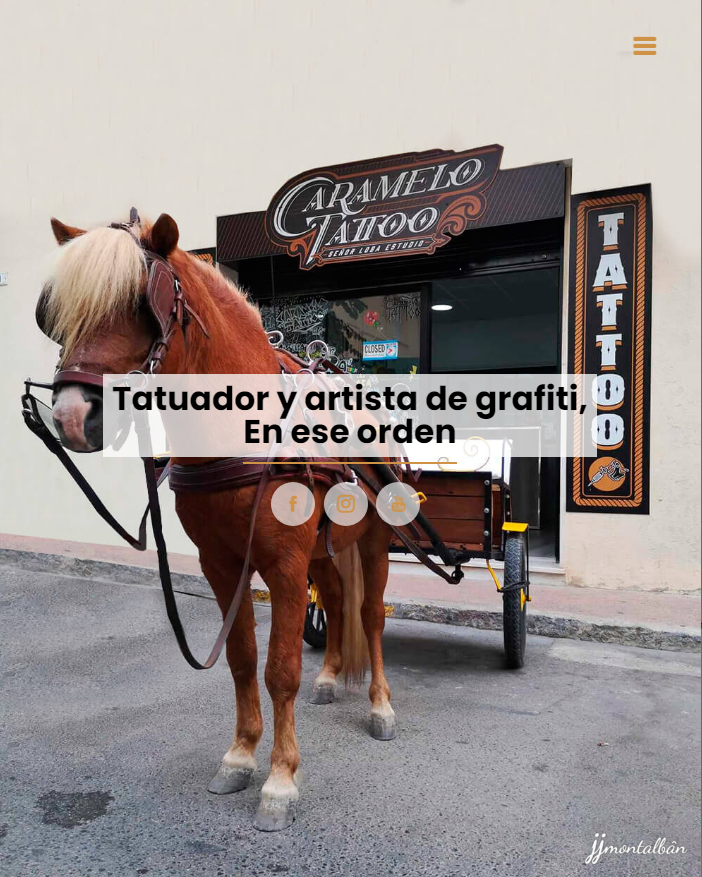 CARAMELO
TATTOO
SEÑOR LOBA ESTUDIO
TATTOO
CLOSED
Tatuador y artista de grafiti,
En ese orden
jjmontalbán